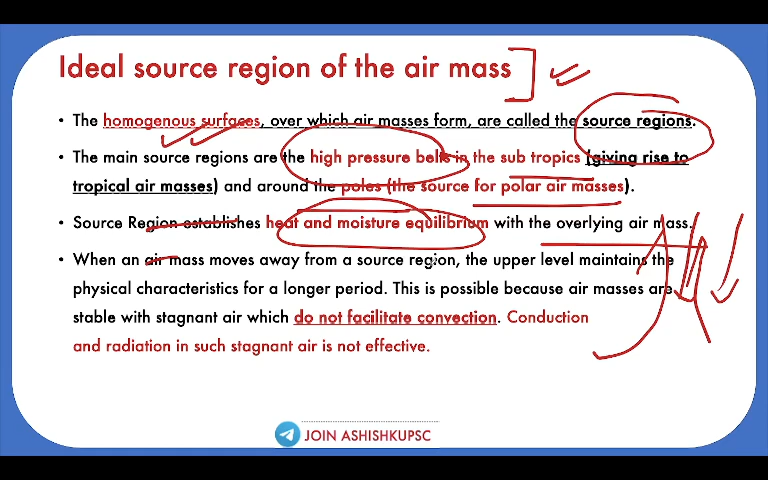 Ideal source region of the air mass
• The homogenous surfaces, over which air masses form, are called the source regions.
• The main source regions are the high pressure belts in the sub tropics (giving rise to
tropical air masses) and around the poles (the source for polar air masses).
• Source Region establishes heat and moisture equilibrium with the overlying air mass.
• When an air mass moves away from a source region, the upper level maintains the
physical characteristics for a longer period. This is possible because air masses are
stable with stagnant air which do not facilitate convection. Conduction
and radiation in such stagnant air is not effective.
JOIN ASHISHKUPSC